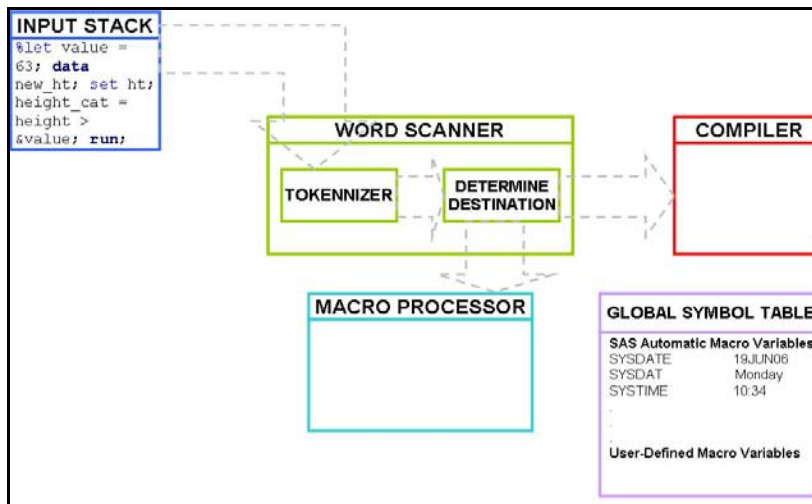 INPUT STACK
%let value =
63; data
new_ht; set ht;
height_cat =
height >
&value; run;
WORD SCANNER
TOKENNIZER
DETERMINE
DESTINATION
COMPILER
MACRO PROCESSOR
GLOBAL SYMBOL TABLE
SAS Automatic Macro Variables
SYSDATE 19JUN06
SYSDAT Monday
SYSTIME 10:34
.
.
.
User-Defined Macro Variables